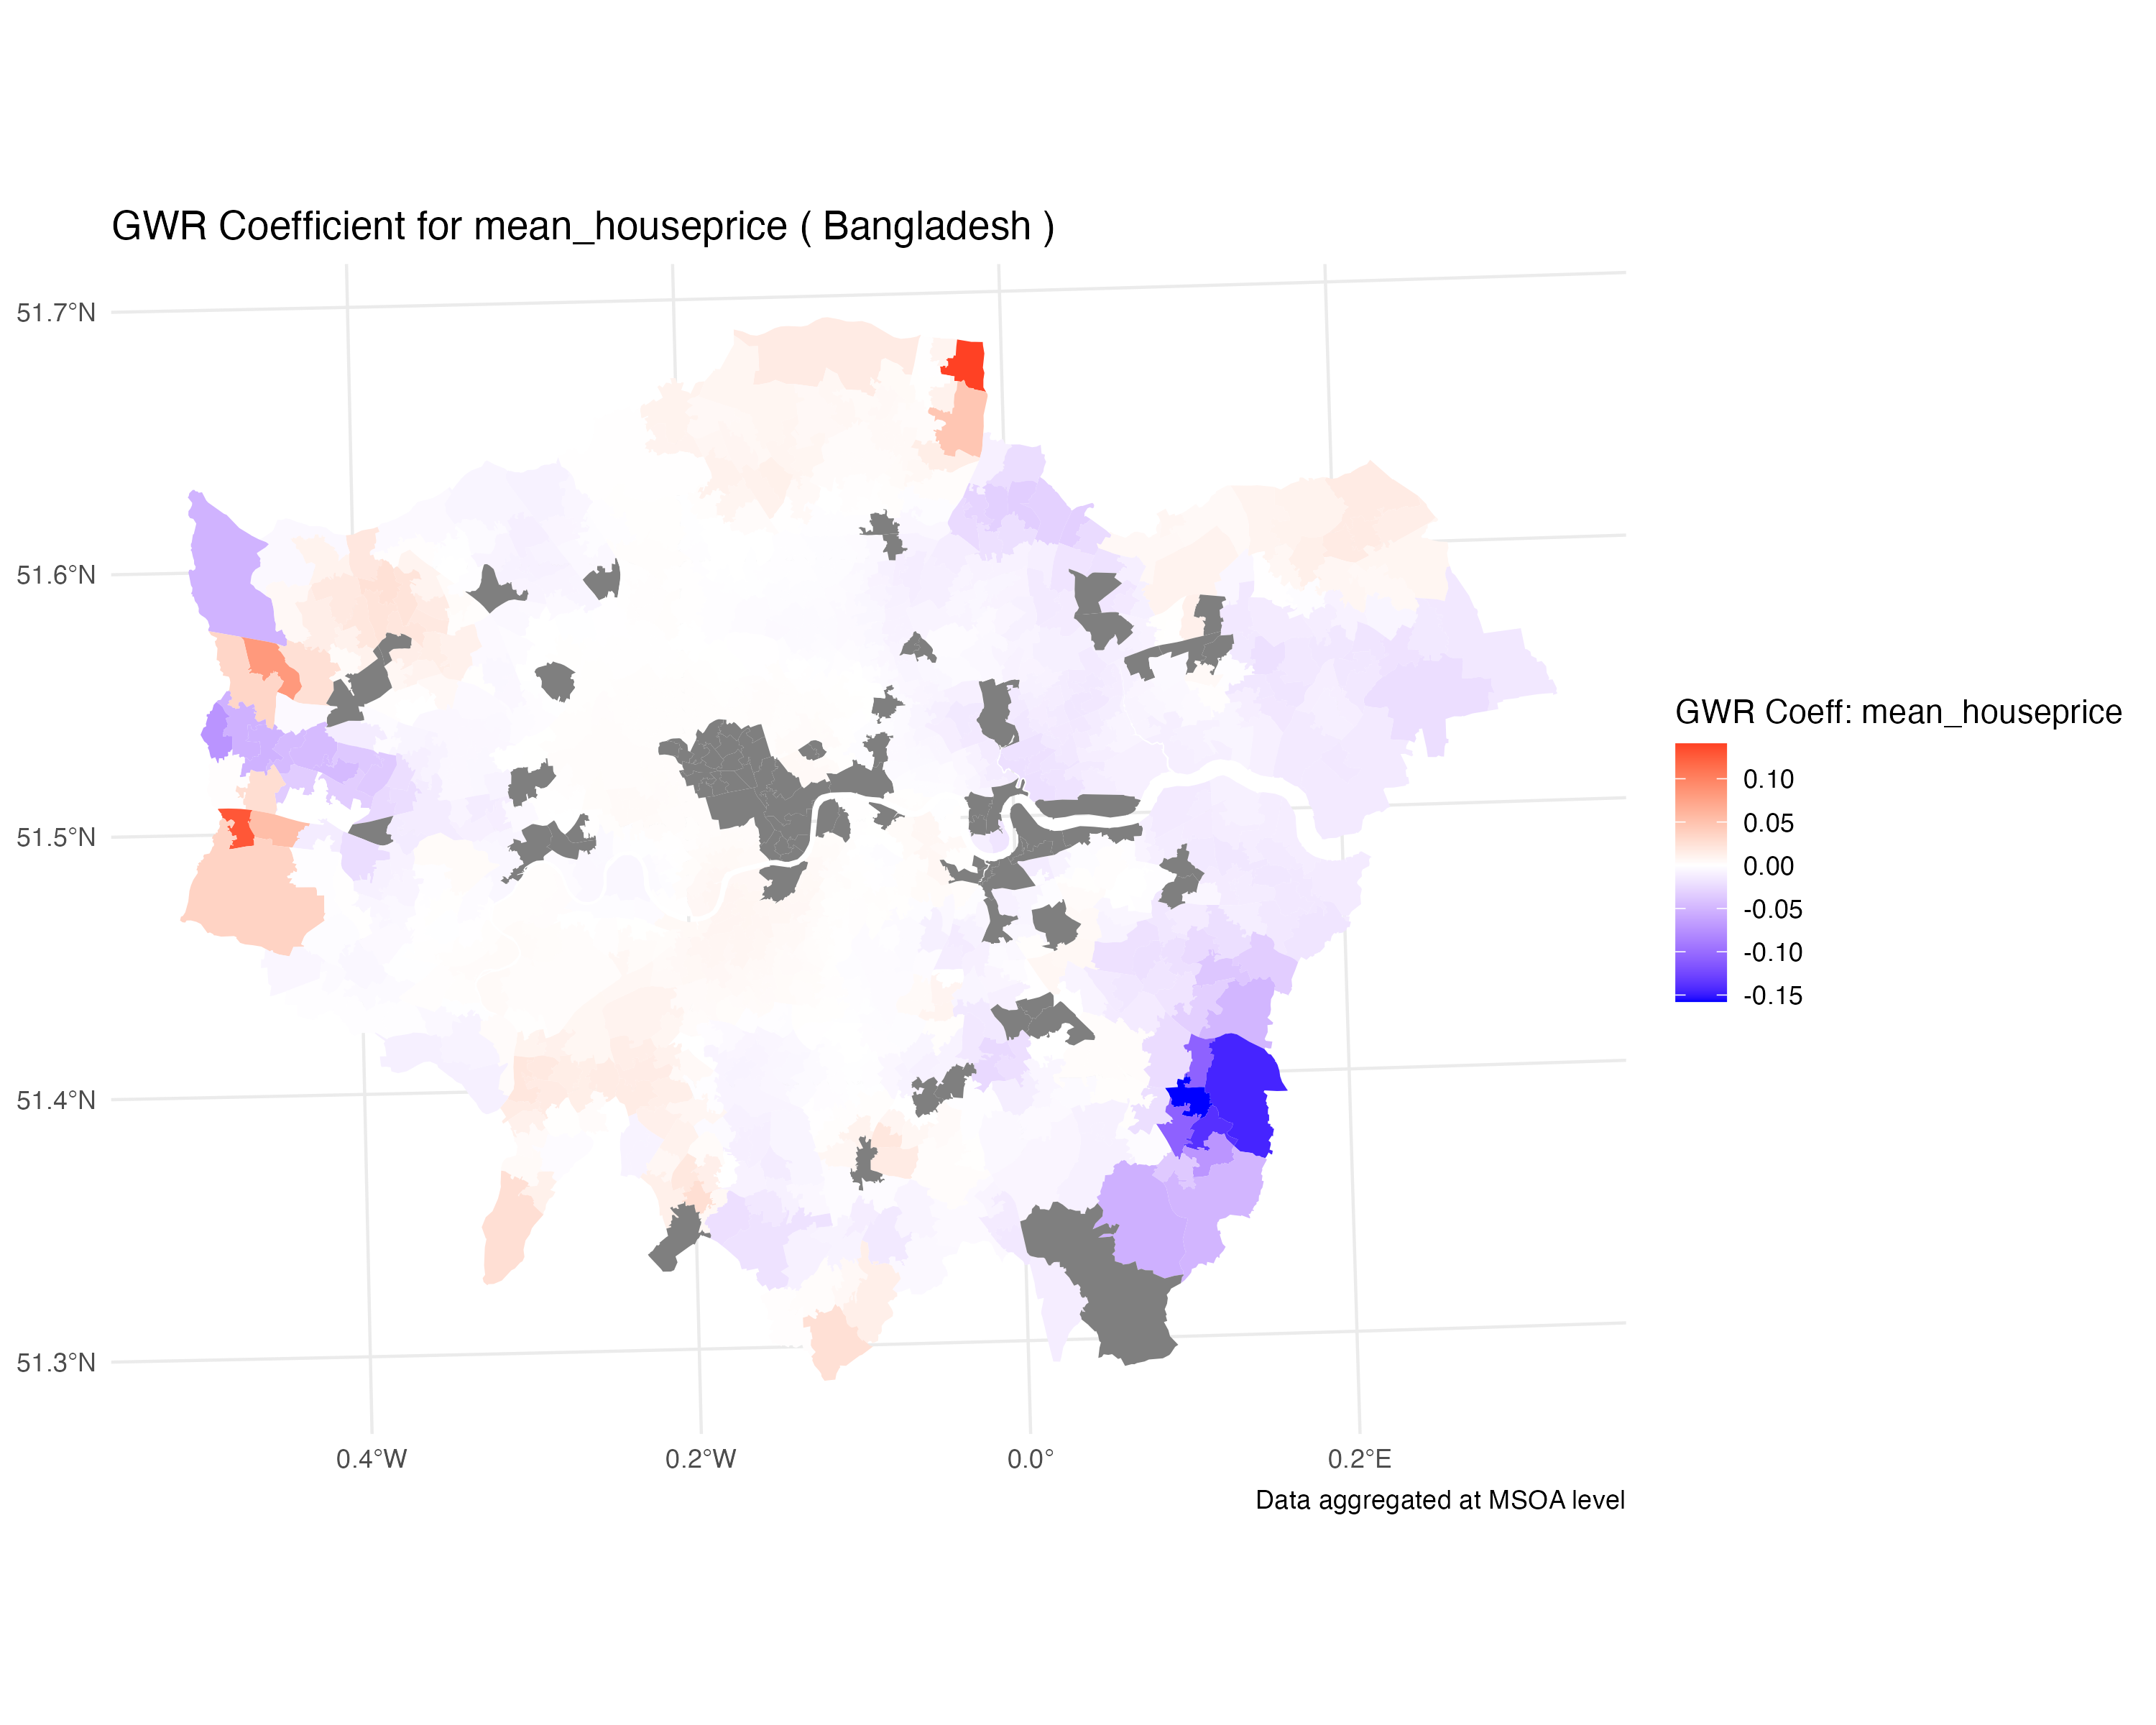 GWR Coefficient for mean_houseprice ( Bangladesh )
51.7°N
51.6°N
51.5°N
51.4°N
51.3°N
0.4°W
0.2°W
0.0°
0.2°E
GWR Coeff: mean_houseprice
0.10
0.05
0.00
-0.05
-0.10
-0.15
Data aggregated at MSOA level